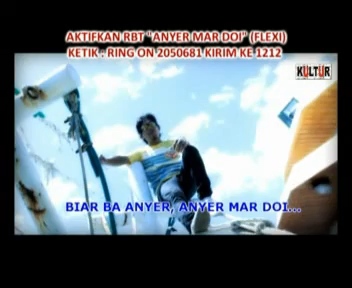 AKTIFKAN RBT "ANYER MAR DOI" (FLEXI)
KETIK : RING ON 2050681 KIRIM KE 1212
KULTUR
BIAR BA ANYER, ANYER MAR DOI...